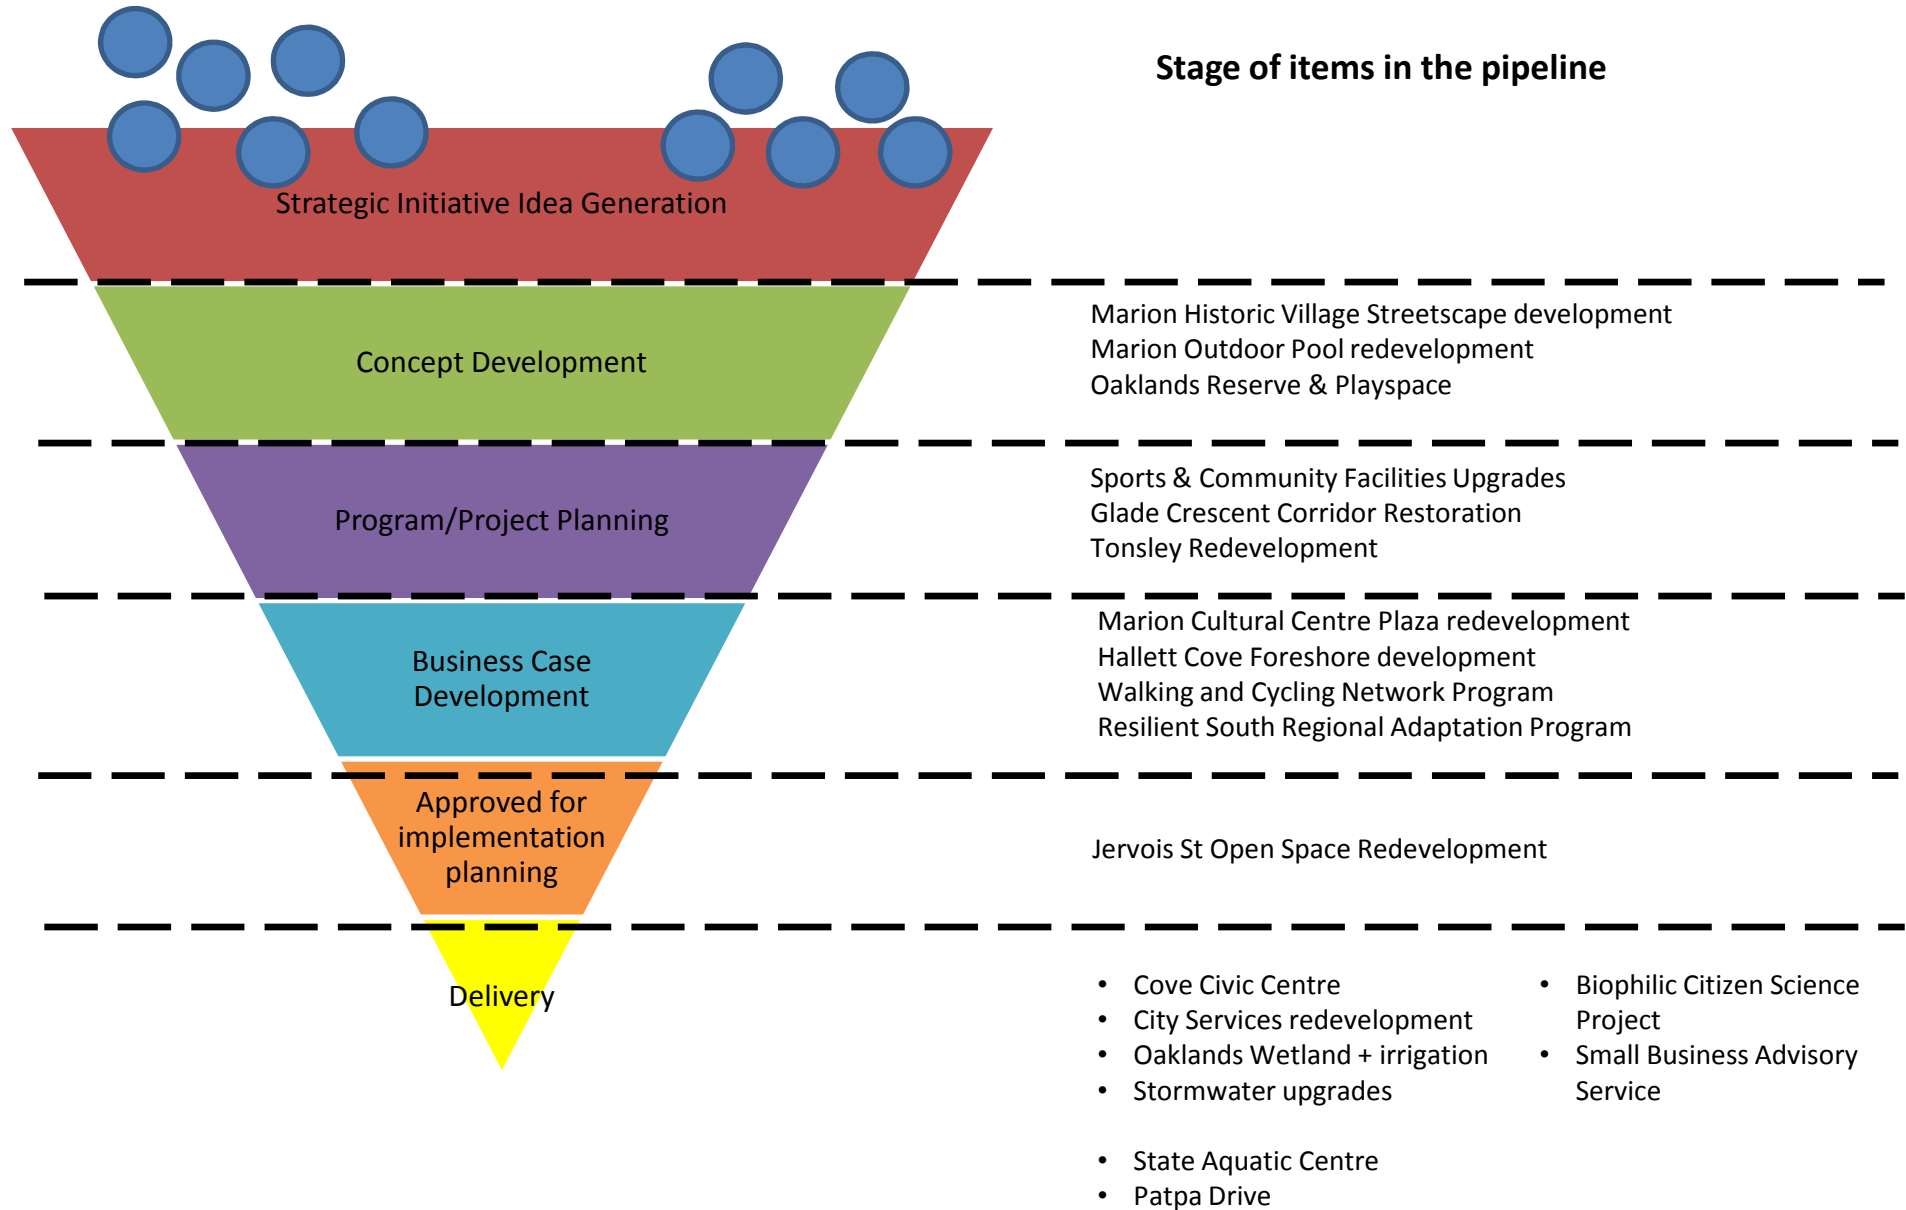 Stage of items in the pipeline
Strategic Initiative Idea Generation
Concept Development
Marion Historic Village Streetscape development
Marion Outdoor Pool redevelopment
Oaklands Reserve & Playspace
Program/Project Planning
Sports & Community Facilities Upgrades
Glade Crescent Corridor Restoration
Tonsley Redevelopment
Business Case
Development
Marion Cultural Centre Plaza redevelopment
Hallett Cove Foreshore development
Walking and Cycling Network Program
Resilient South Regional Adaptation Program
Approved for
implementation
planning
Jervois St Open Space Redevelopment
Delivery
• Cove Civic Centre
• City Services redevelopment
• Oaklands Wetland + irrigation
• Stormwater upgrades
• State Aquatic Centre
• Patpa Drive
• Biophilic Citizen Science
Project
• Small Business Advisory
Service